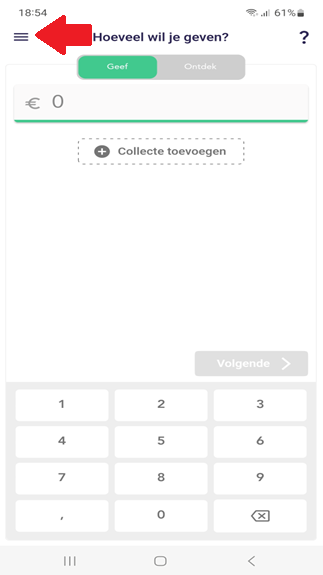 18:54 61%
Hoeveel wil je geven? ?
Geef Ontdek
€ 0
Collecte toevoegen
Volgende
1 2 3
4 5 6
7 8 9
, 0